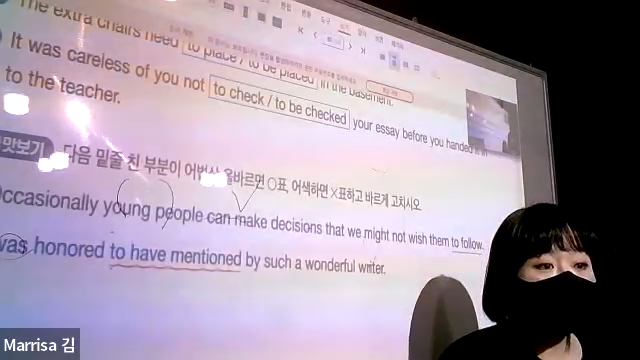 The extra chairs need to place / to be placed in the basement.
It was careless of you not to check / to be checked your essay before you handed it in
to the teacher.
맛보기 다음 밑줄 친 부분이 어법상 올바르면 ○표, 어색하면 ×표하고 바르게 고치시오.
Occasionally young people can make decisions that we might not wish them to follow.
was honored to have mentioned by such a wonderful writer.
Marrisa 김